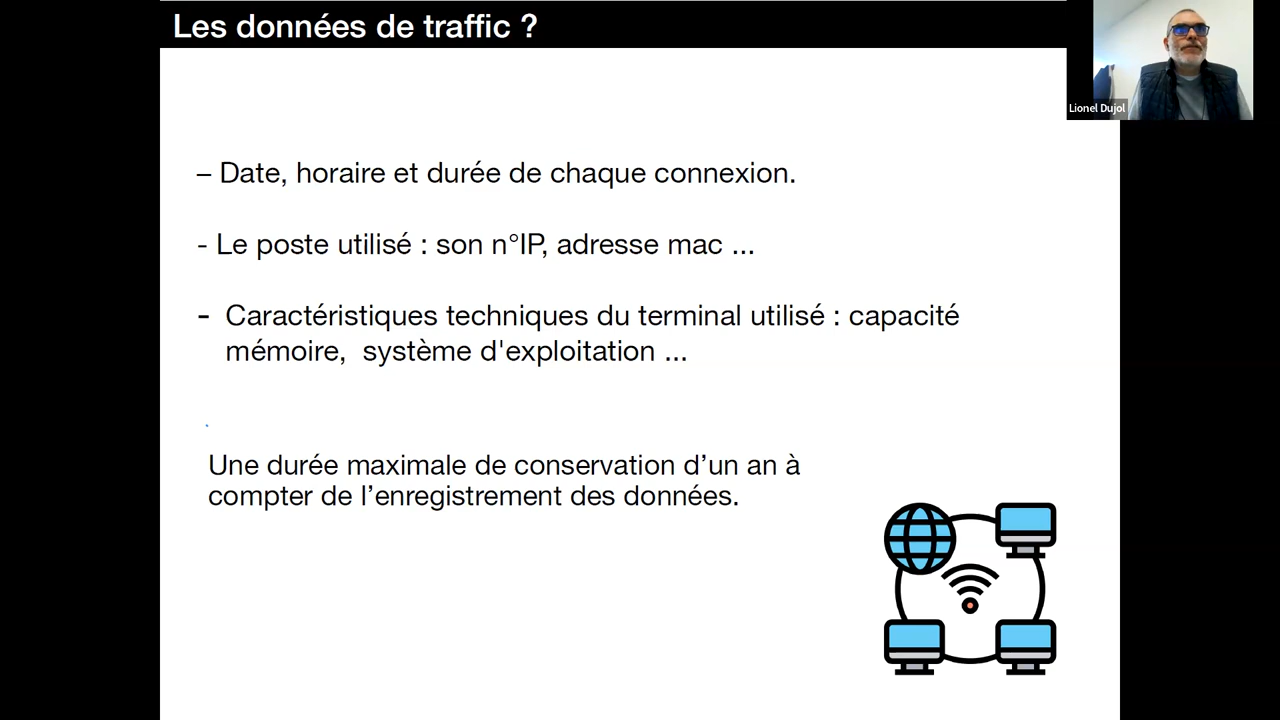 Les données de traffic ?
Lionel Dujol
– Date, horaire et durée de chaque connexion.
- Le poste utilisé : son n°IP, adresse mac ...
- Caractéristiques techniques du terminal utilisé : capacité
mémoire, système d'exploitation ...
Une durée maximale de conservation d’un an à
compter de l’enregistrement des données.